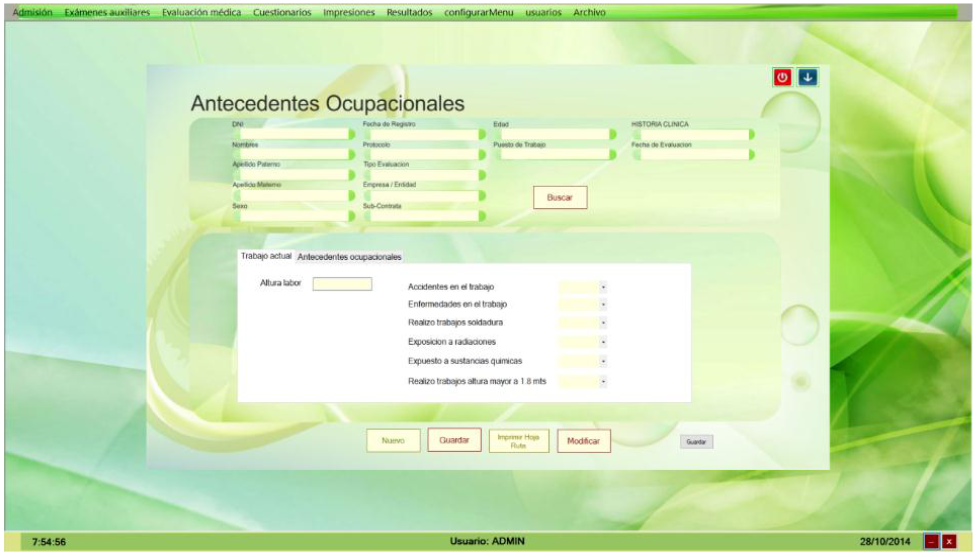 Admisión Exámenes auxiliares Evaluación médica Cuestionarios Impresiones Resultados configurarMenu usuarios Archivo
Antecedentes Ocupacionales
DNI Fecha de Registro Edad HISTORIA CLINICA
Nombres Protocolo Puesto de Trabajo Fecha de Evaluacion
Apellido Paterno Tipo Evaluacion
Apellido Materno Empresa / Entidad
Buscar
Sexo Sub-Contrata
Trabajo actual Antecedentes ocupacionales
Altura labor
Accidentes en el trabajo
Enfermedades en el trabajo
Realizo trabajos soldadura
Exposicion a radiaciones
Expuesto a sustancias quimicas
Realizo trabajos altura mayor a 1.8 mts
Nuevo Guardar Imprimir Hoja Ruta Modificar Guardar
7:54:56 Usuario: ADMIN 28/10/2014